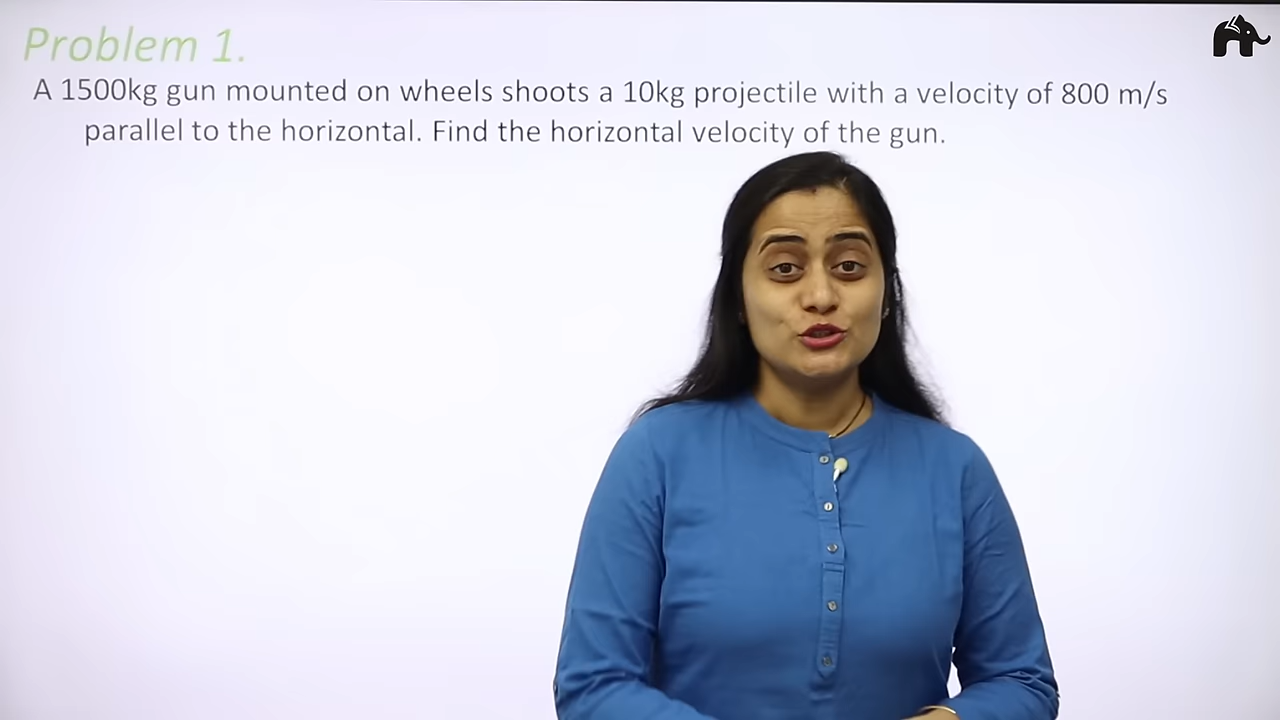 Problem 1.
A 1500kg gun mounted on wheels shoots a 10kg projectile with a velocity of 800 m/s
parallel to the horizontal. Find the horizontal velocity of the gun.